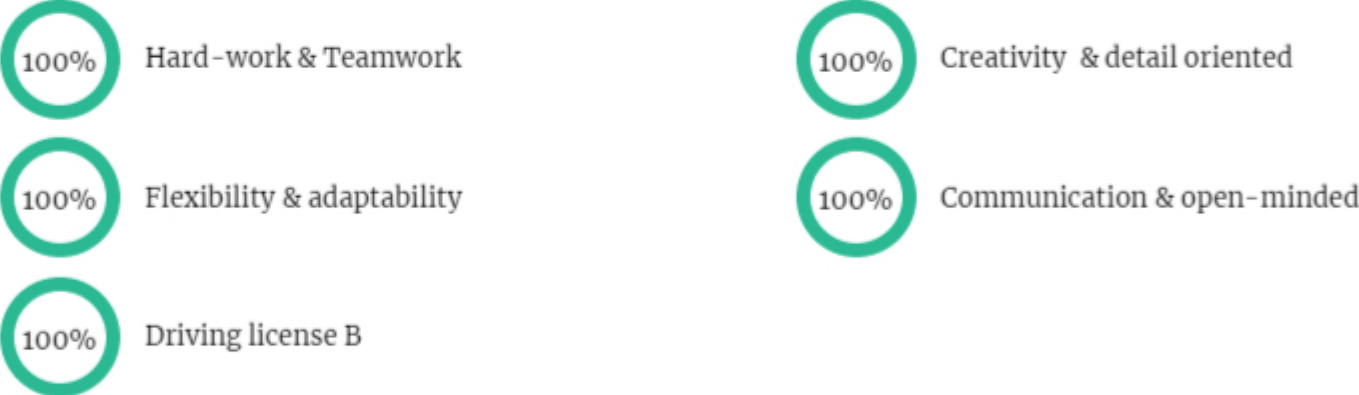 100% Hard-work & Teamwork
100% Creativity & detail oriented
100% Flexibility & adaptability
100% Communication & open-minded
100% Driving license B